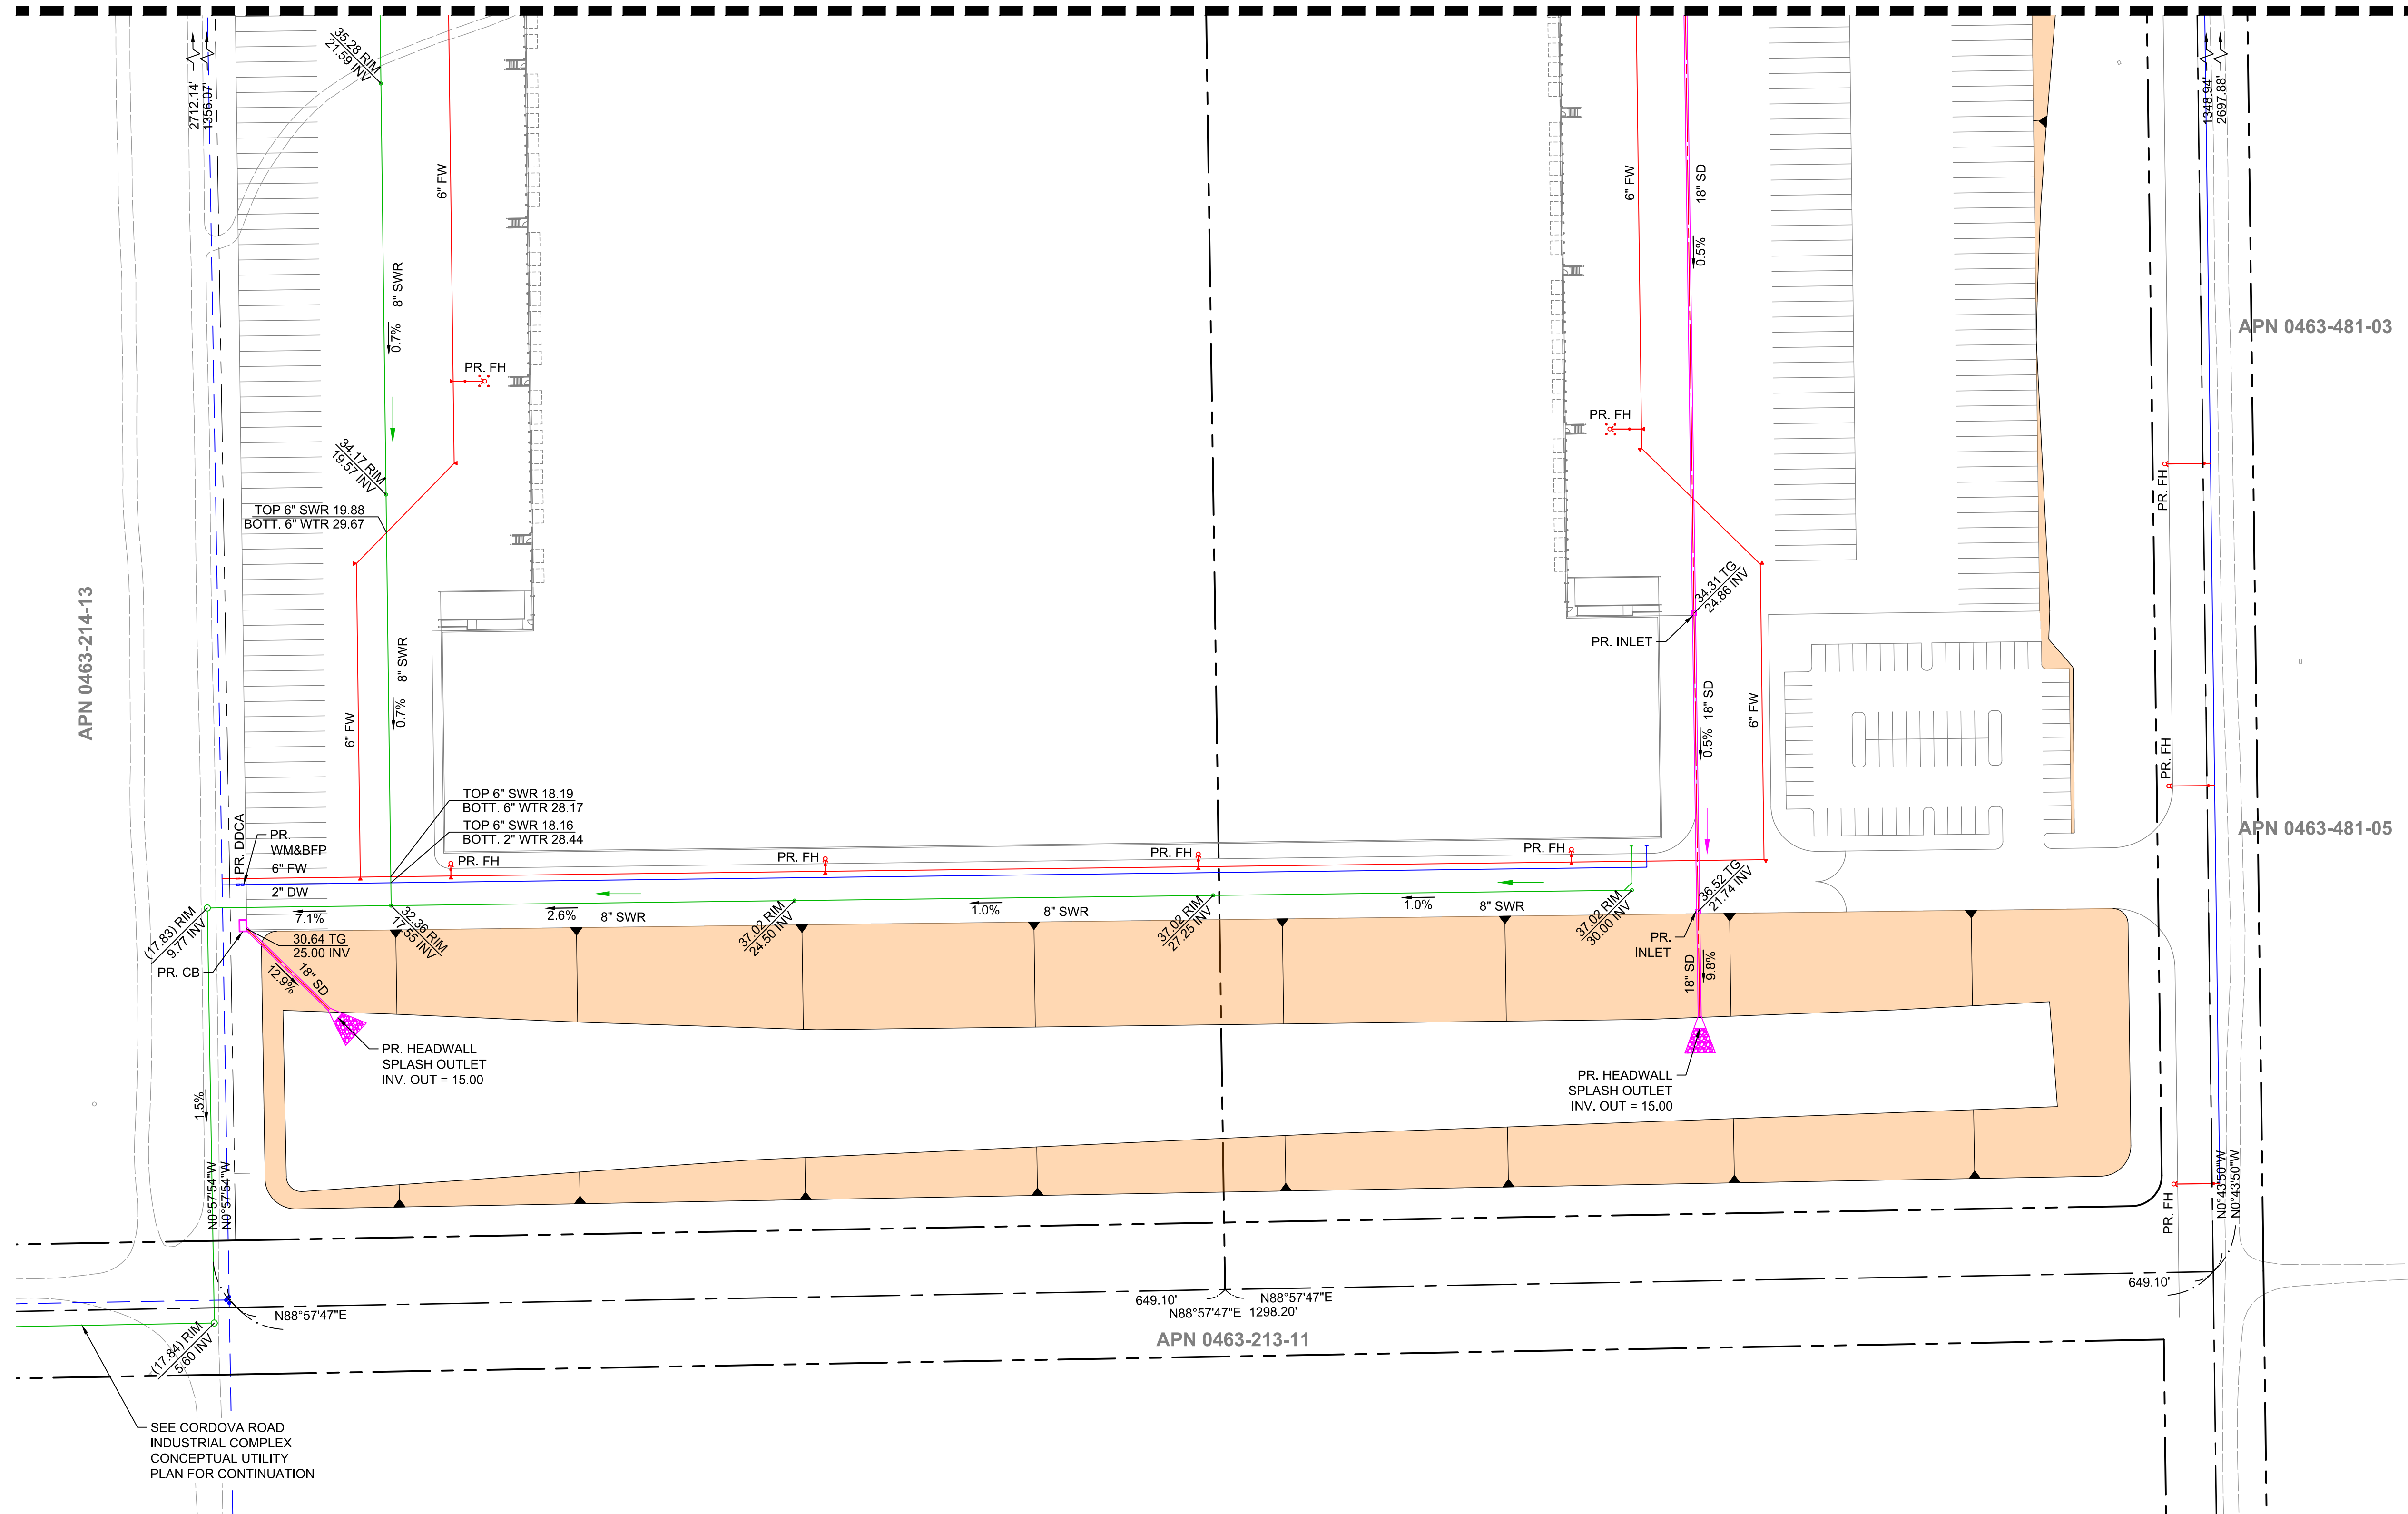 2712.14'
1356.07'
35.28 RIM
21.59 INV
6" FW
8" SWR
0.7%
PR. FH
34.17 RIM
19.57 INV
TOP 6" SWR 19.88
BOTT. 6" WTR 29.67
8" SWR
0.7%
6" FW
APN 0463-214-13
6" FW
18" SD
0.5%
PR. FH
34.31 TG
24.86 INV
PR. INLET
18" SD
0.5%
6" FW
1348.94'
2697.88'
APN 0463-481-03
PR. FH
PR. FH
APN 0463-481-05
TOP 6" SWR 18.19
BOTT. 6" WTR 28.17
TOP 6" SWR 18.16
BOTT. 2" WTR 28.44
PR. DDCA
PR.
WM&BFP
6" FW
2" DW
PR. FH
PR. FH
PR. FH
PR. FH
(17.83) RIM
9.77 INV
7.1%
32.36 RIM
17.55 INV
2.6%
8" SWR
37.02 RIM
24.50 INV
1.0%
8" SWR
37.02 RIM
27.25 INV
1.0%
8" SWR
37.02 RIM
30.00 INV
36.52 TG
21.74 INV
PR.
INLET
18" SD
9.8%
30.64 TG
25.00 INV
PR. CB
18" SD
12.9%
PR. HEADWALL
SPLASH OUTLET
INV. OUT = 15.00
PR. HEADWALL
SPLASH OUTLET
INV. OUT = 15.00
1.5%
N0°57'54"W
N0°57'54"W
PR. FH
N0°43'50"W
N0°43'50"W
N88°57'47"E
649.10'
N88°57'47"E
N88°57'47"E 1298.20'
649.10'
APN 0463-213-11
(17.84) RIM
5.60 INV
SEE CORDOVA ROAD
INDUSTRIAL COMPLEX
CONCEPTUAL UTILITY
PLAN FOR CONTINUATION